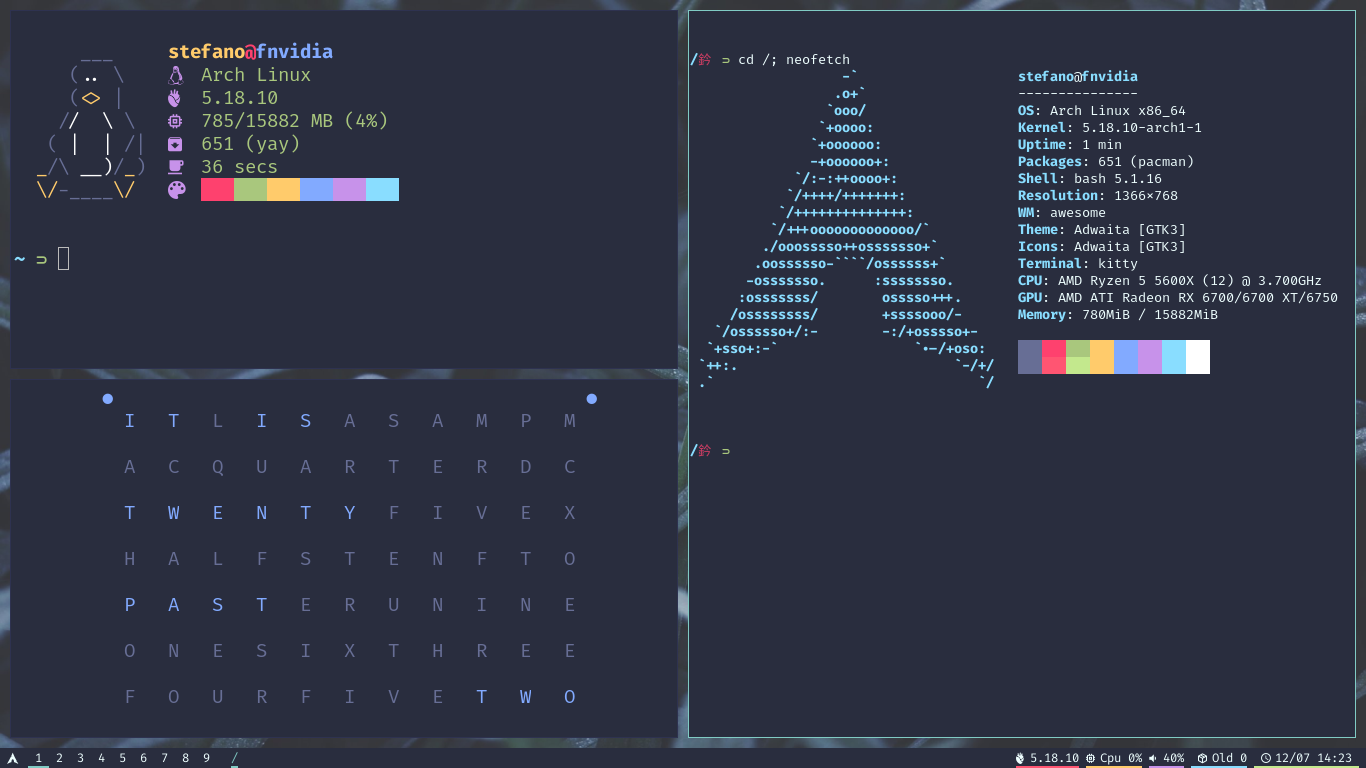 stefano@fnvidia
Arch Linux
5.18.10
785/15882 MB (4%)
651 (yay)
36 secs
~ ⊃
I T L I S A S A M P M
A C Q U A R T E R D C
T W E N T Y F I V E X
H A L F S T E N F T O
P A S T E R U N I N E
O N E S I X T H R E E
F O U R F I V E T W O
/ ⊃ cd /; neofetch
stefano@fnvidia
---------------
OS: Arch Linux x86_64
Kernel: 5.18.10-arch1-1
Uptime: 1 min
Packages: 651 (pacman)
Shell: bash 5.1.16
Resolution: 1366×768
WM: awesome
Theme: Adwaita [GTK3]
Icons: Adwaita [GTK3]
Terminal: kitty
CPU: AMD Ryzen 5 5600X (12) @ 3.700GHz
GPU: AMD ATI Radeon RX 6700/6700 XT/6750
Memory: 780MiB / 15882MiB
/ ⊃
1 2 3 4 5 6 7 8 9 /
5.18.10 Cpu 0% 40% Old 0 12/07 14:23